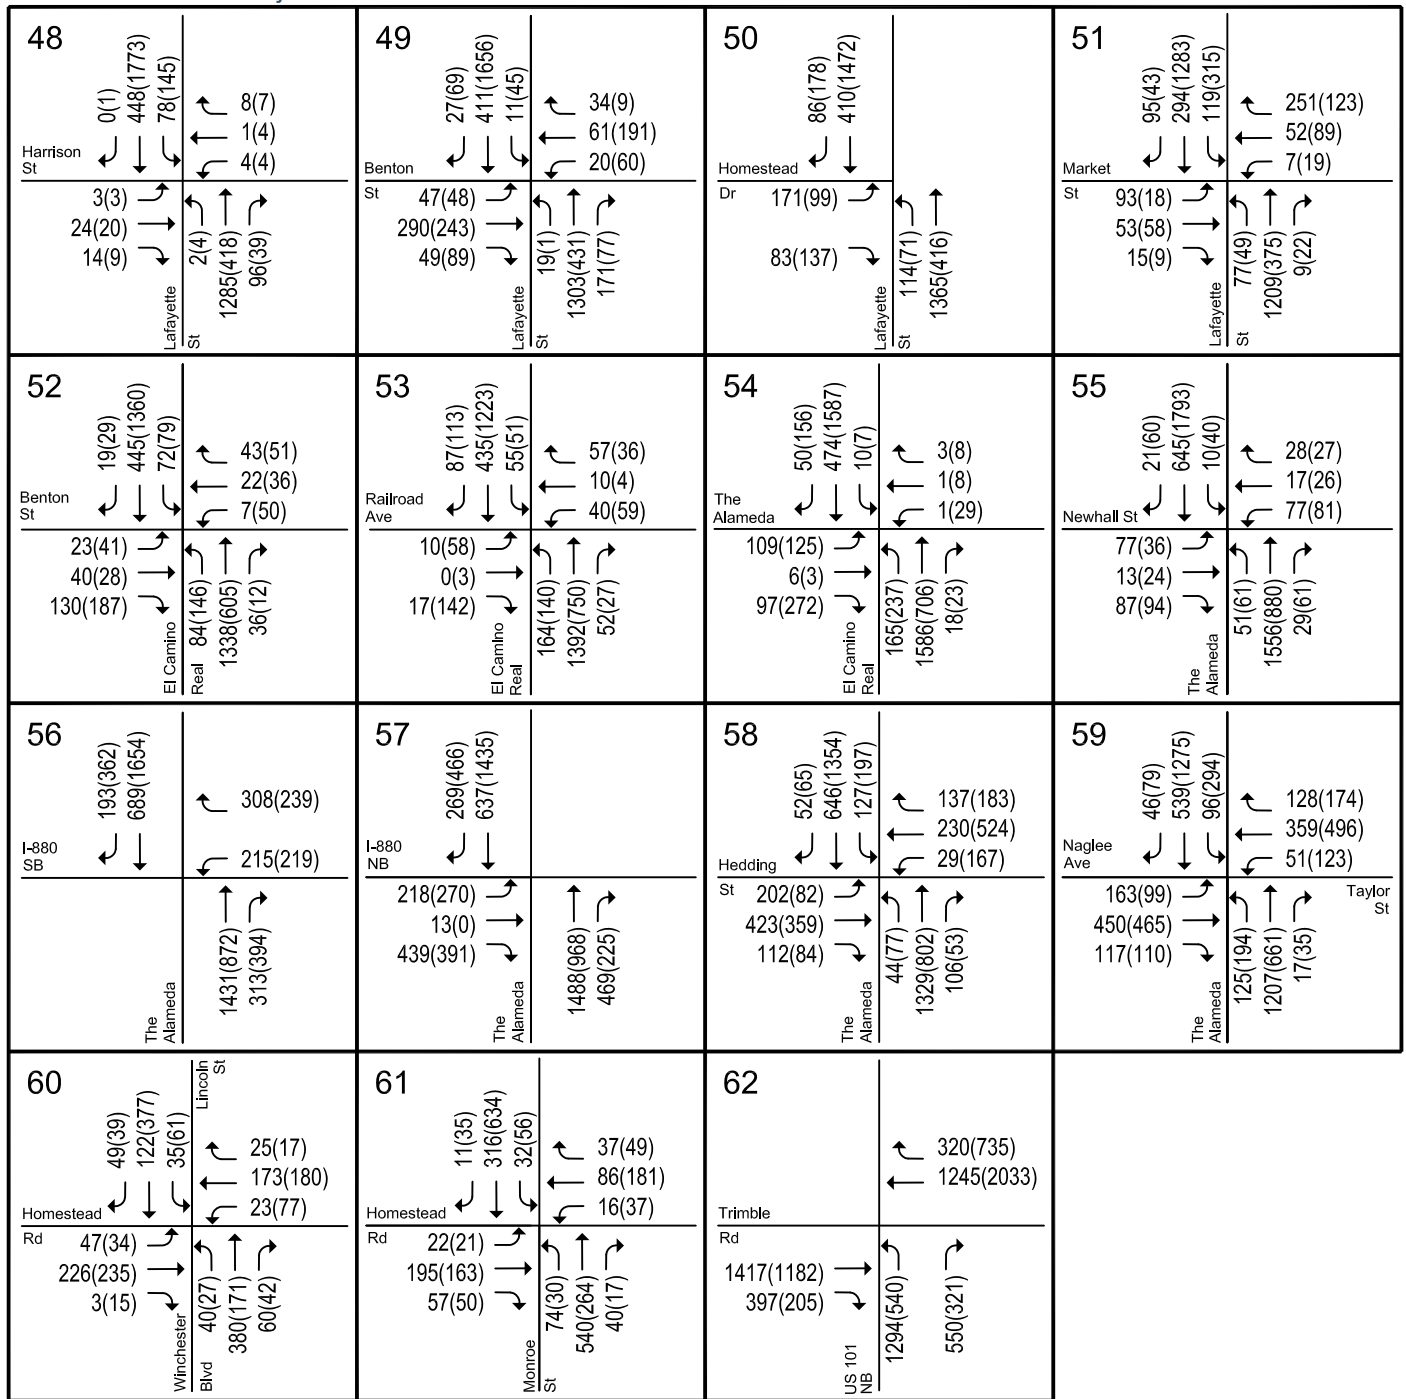 48
0(1)
448(1773)
78(145)
8(7)
1(4)
4(4)
Harrison
St
3(3)
24(20)
14(9)
Lafayette
St
2(4)
1285(418)
96(39)
49
27(69)
411(1656)
11(45)
34(9)
61(191)
20(60)
Benton
St
47(48)
290(243)
49(89)
Lafayette
St
19(1)
1303(431)
171(77)
50
86(178)
410(1472)
Homestead
Dr
171(99)
83(137)
Lafayette
St
114(71)
1365(416)
51
95(43)
294(1283)
119(315)
251(123)
52(89)
7(19)
Market
St
93(18)
53(58)
15(9)
Lafayette
St
77(49)
1209(375)
9(22)
52
19(29)
445(1360)
72(79)
43(51)
22(36)
7(50)
Benton
St
23(41)
40(28)
130(187)
El Camino
Real
84(146)
1338(605)
36(12)
53
87(113)
435(1223)
55(51)
57(36)
10(4)
40(59)
Railroad
Ave
10(58)
0(3)
17(142)
El Camino
Real
164(140)
1392(750)
52(27)
54
50(156)
474(1587)
10(7)
3(8)
1(8)
1(29)
The
Alameda
109(125)
6(3)
97(272)
El Camino
Real
165(237)
1586(706)
18(23)
55
21(60)
645(1793)
10(40)
28(27)
17(26)
77(81)
Newhall St
77(36)
13(24)
87(94)
The
Alameda
51(61)
1556(880)
29(61)
56
193(362)
689(1654)
308(239)
215(219)
I-880
SB
The
Alameda
1431(872)
313(394)
57
269(466)
637(1435)
I-880
NB
218(270)
13(0)
439(391)
The
Alameda
1488(968)
469(225)
58
52(65)
646(1354)
127(197)
137(183)
230(524)
29(167)
Hedding
St
202(82)
423(359)
112(84)
The
Alameda
44(77)
1329(802)
106(53)
59
46(79)
539(1275)
96(294)
128(174)
359(496)
51(123)
Naglee
Ave
Taylor
St
163(99)
450(465)
117(110)
The
Alameda
125(194)
1207(661)
17(35)
60
Lincoln
St
49(39)
122(377)
35(61)
25(17)
173(180)
23(77)
Homestead
Rd
47(34)
226(235)
3(15)
Winchester
Blvd
40(27)
380(171)
60(42)
61
11(35)
316(634)
32(56)
37(49)
86(181)
16(37)
Homestead
Rd
22(21)
195(163)
57(50)
Monroe
St
74(30)
540(264)
40(17)
62
320(735)
1245(2033)
Trimble
Rd
1417(1182)
397(205)
US 101
NB
1294(540)
550(321)